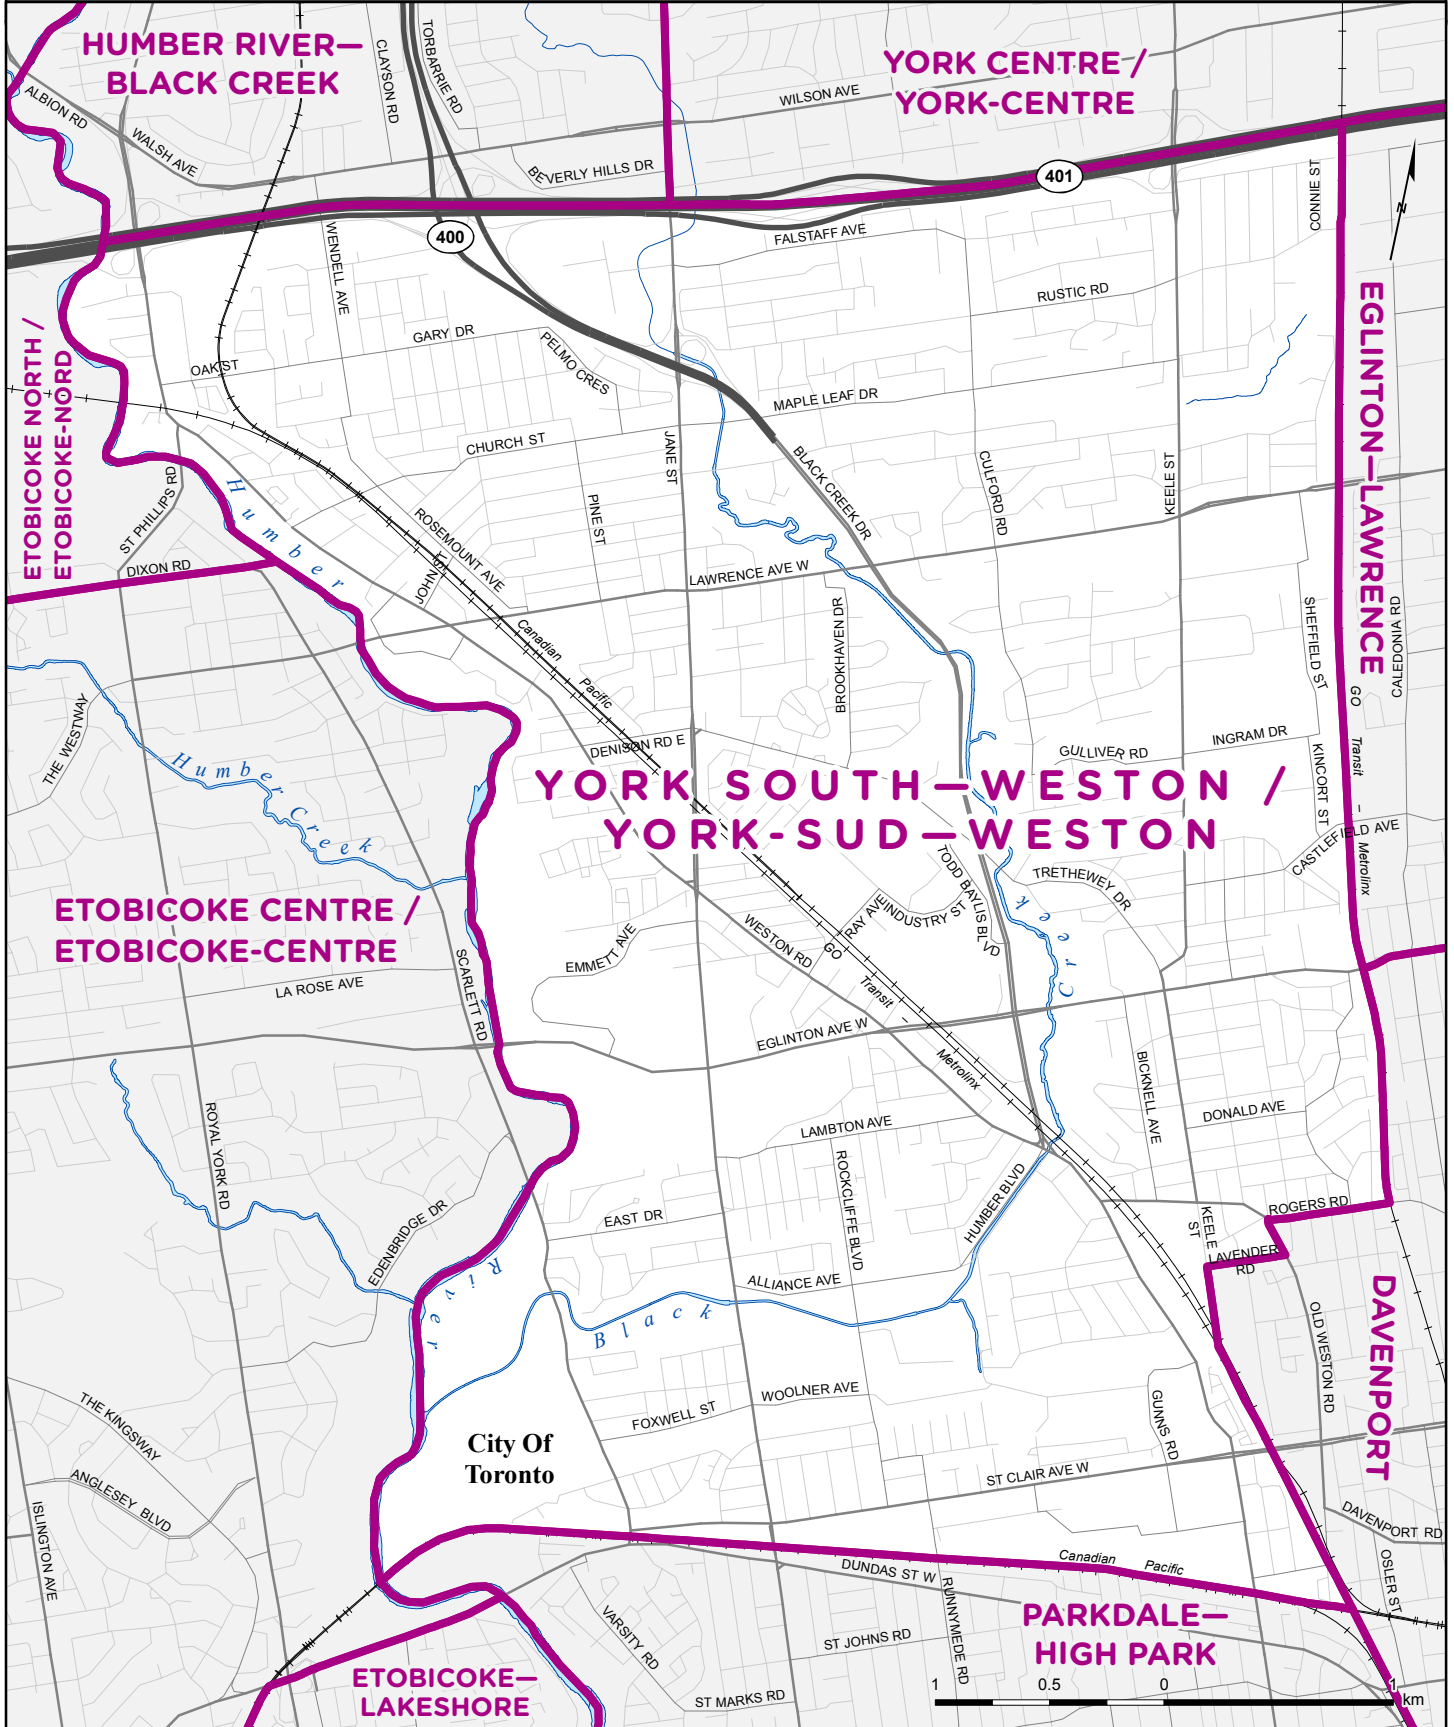 HUMBER RIVER—
BLACK CREEK
YORK CENTRE /
YORK-CENTRE
CLAYSON RD
TORBARRIE RD
ALBION RD
WALSH AVE
WILSON AVE
BEVERLY HILLS DR
401
400
CONNIE ST
N
WENDELL AVE
FALSTAFF AVE
RUSTIC RD
GARY DR
PELMO CRES
OAK ST
MAPLE LEAF DR
ETOBICOKE NORTH /
ETOBICOKE-NORD
EGLINTON—LAWRENCE
CHURCH ST
JANE ST
BLACK CREEK DR
CULFORD RD
KEELE ST
ST PHILLIPS RD
Humber
ROSEMOUNT AVE
PINE ST
JOHN ST
DIXON RD
LAWRENCE AVE W
BROOKHAVEN DR
SHEFFIELD ST
CALEDONIA RD
Canadian
Pacific
THE WESTWAY
DENISON RD E
GULLIVER RD
INGRAM DR
KINCORT ST
GO
Transit
–
Metrolinx
Humber
Creek
YORK SOUTH—WESTON /
YORK-SUD—WESTON
CASTLEFIELD AVE
TODD BAYLIS BLVD
TRETHEWEY DR
ETOBICOKE CENTRE /
ETOBICOKE-CENTRE
RAY AVE
INDUSTRY ST
WESTON RD
EMMETT AVE
Creek
GO
Transit
–
Metrolinx
LA ROSE AVE
SCARLETT RD
EGLINTON AVE W
BICKNELL AVE
DONALD AVE
ROYAL YORK RD
LAMBTON AVE
ROCKCLIFFE BLVD
HUMBER BLVD
EDENBRIDGE DR
EAST DR
KEELE
ST
ROGERS RD
LAVENDER
RD
River
ALLIANCE AVE
Black
OLD WESTON RD
DAVENPORT
THE KINGSWAY
ANGLESEY BLVD
ISLINGTON AVE
WOOLNER AVE
FOXWELL ST
GUNNS RD
City Of
Toronto
ST CLAIR AVE W
DAVENPORT RD
OSLER ST
Canadian
Pacific
DUNDAS ST W
RUNNYMEDE RD
VARSITY RD
ST JOHNS RD
PARKDALE—
HIGH PARK
ETOBICOKE—
LAKESHORE
ST MARKS RD
1 0.5 0 1
km